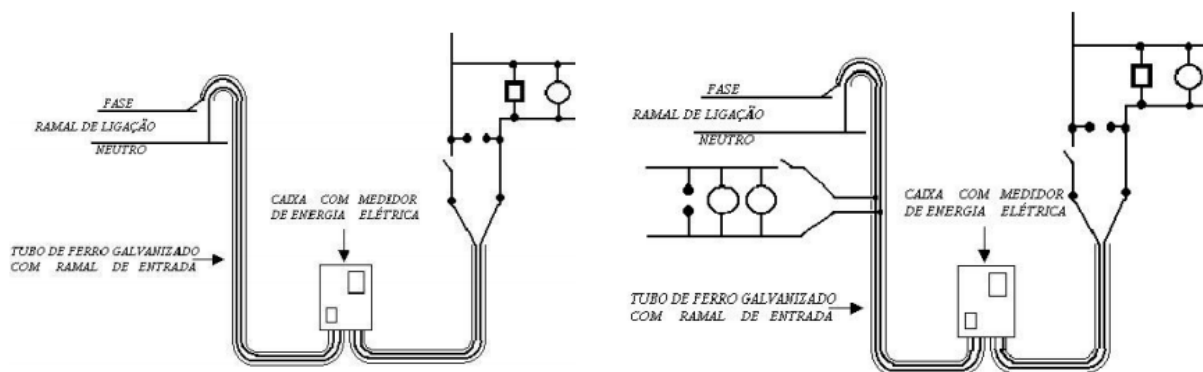 FASE
RAMAL DE LIGAÇÃO
NEUTRO
CAIXA COM MEDIDOR
DE ENERGIA ELÉTRICA
TUBO DE FERRO GALVANIZADO
COM RAMAL DE ENTRADA
FASE
RAMAL DE LIGAÇÃO
NEUTRO
CAIXA COM MEDIDOR
DE ENERGIA ELÉTRICA
TUBO DE FERRO GALVANIZADO
COM RAMAL DE ENTRADA